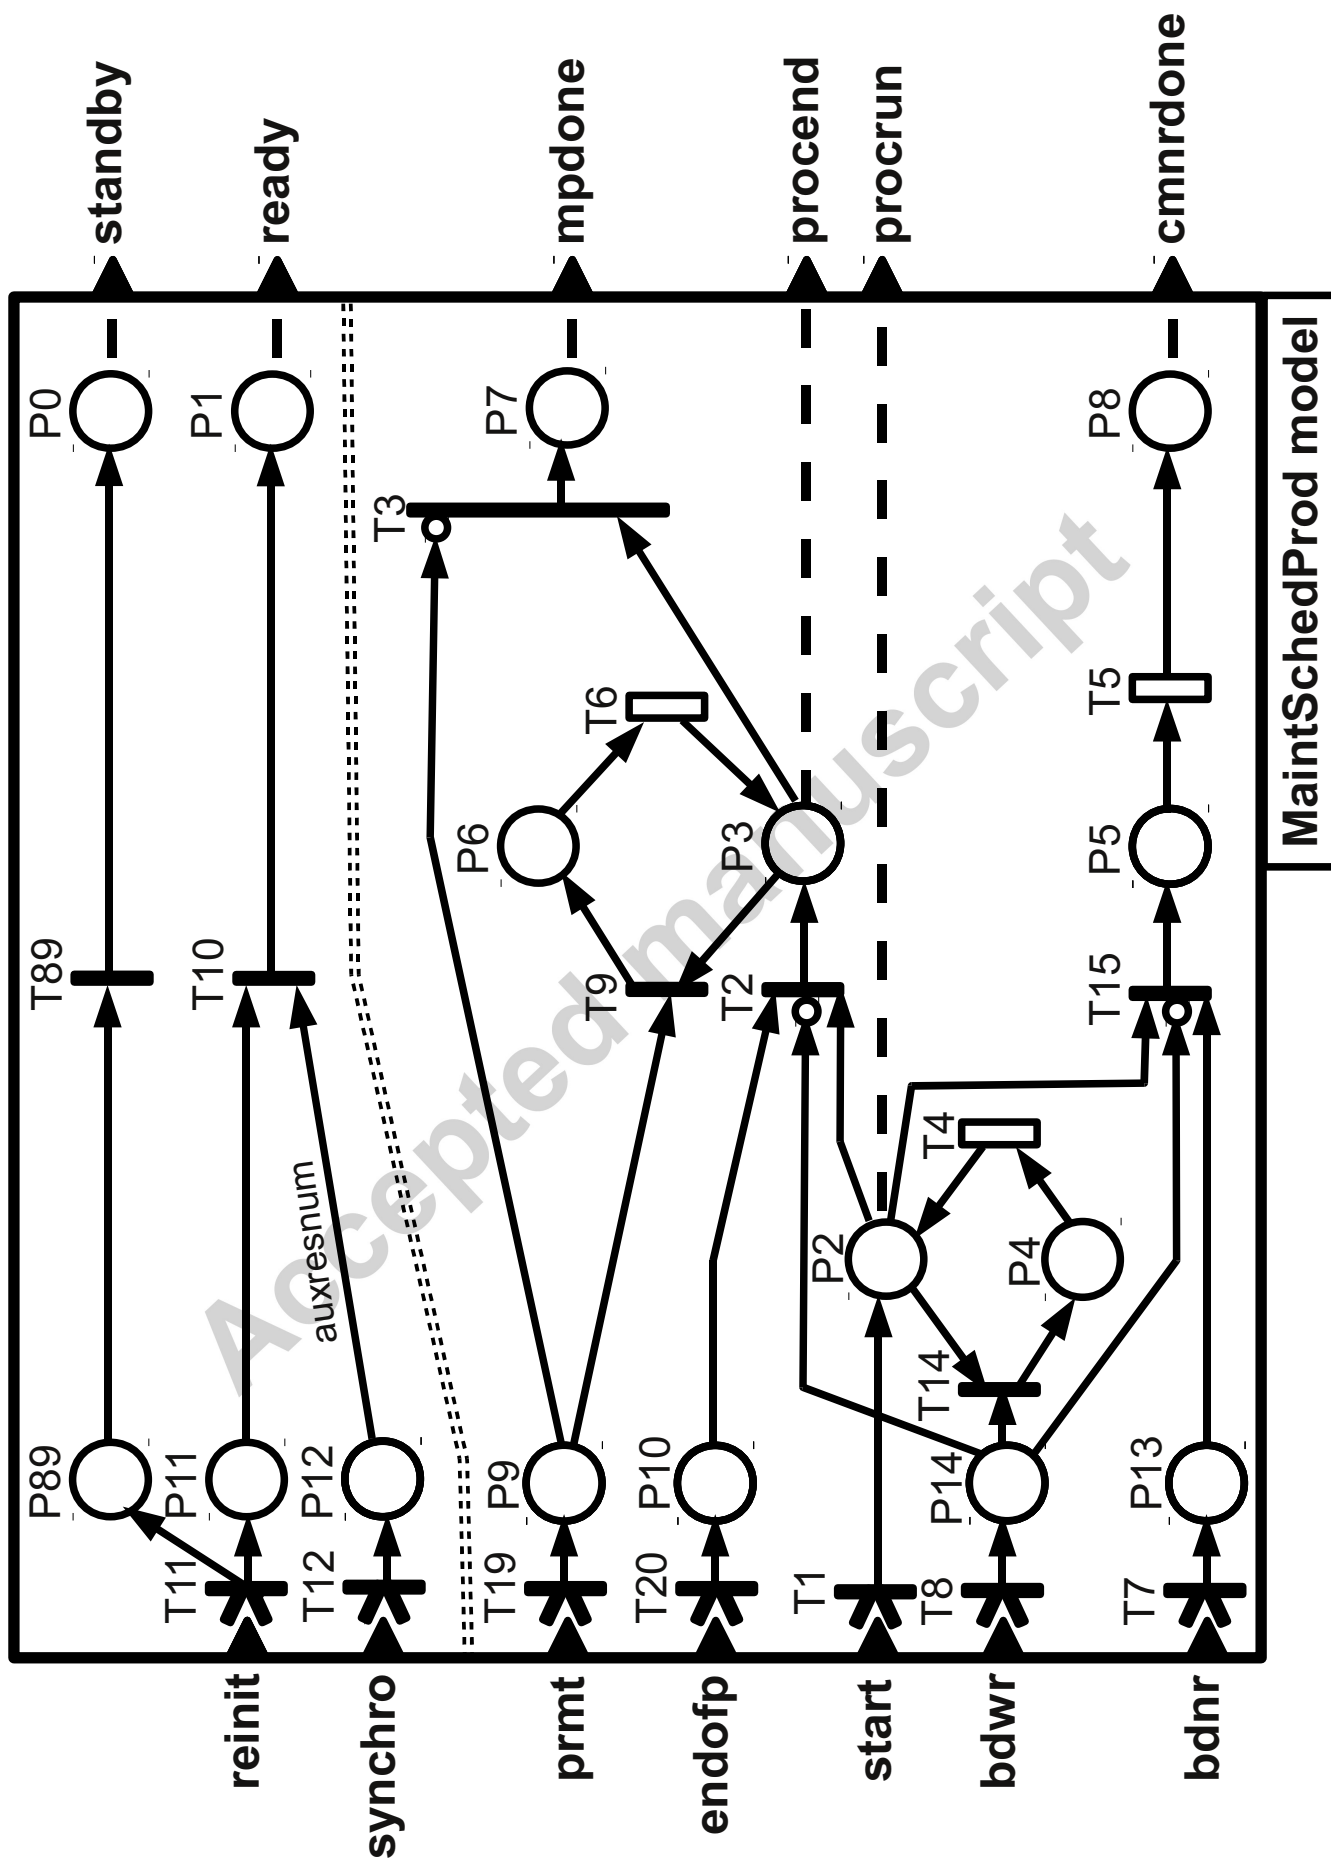 standby
ready
mpdone
procend
procrun
cmnrdone
P0
P1
P7
P8
T3
T6
T5
P6
P3
P5
T89
T10
T9
T2
T15
auxresnum
T4
P2
P4
T14
P89
P11
P12
P9
P10
P14
P13
T11
T12
T19
T20
T1
T8
T7
reinit
synchro
prmt
endofp
start
bdwr
bdnr
MaintSchedProd model
Accepted manuscript